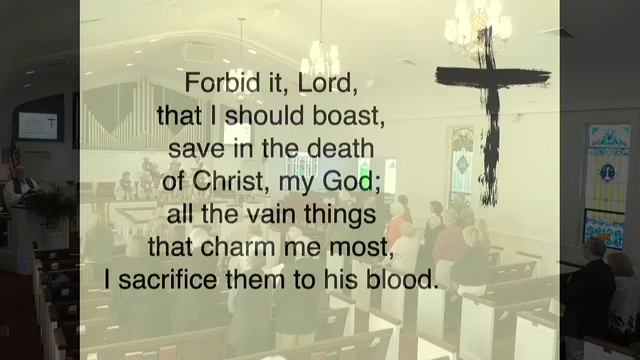 Forbid it, Lord,
that I should boast,
save in the death
of Christ, my God;
all the vain things
that charm me most,
I sacrifice them to his blood.